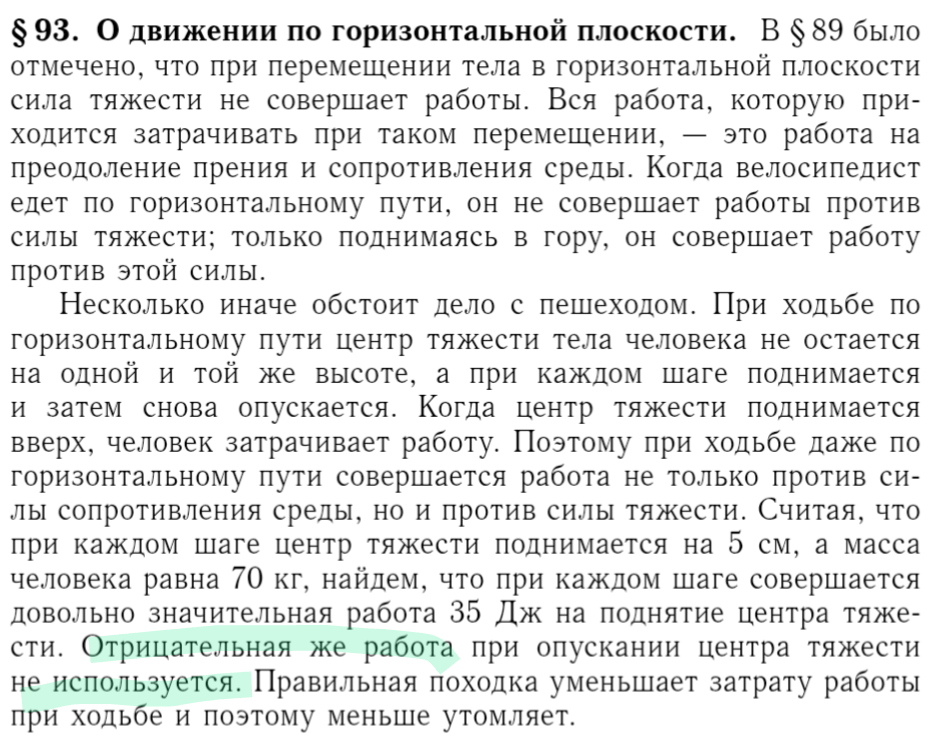 § 93. О движении по горизонтальной плоскости. В § 89 было
отмечено, что при перемещении тела в горизонтальной плоскости
сила тяжести не совершает работы. Вся работа, которую при-
ходится затрачивать при таком перемещении, — это работа на
преодоление прения и сопротивления среды. Когда велосипедист
едет по горизонтальному пути, он не совершает работы против
силы тяжести; только поднимаясь в гору, он совершает работу
против этой силы.
Несколько иначе обстоит дело с пешеходом. При ходьбе по
горизонтальному пути центр тяжести тела человека не остается
на одной и той же высоте, а при каждом шаге поднимается
и затем снова опускается. Когда центр тяжести поднимается
вверх, человек затрачивает работу. Поэтому при ходьбе даже по
горизонтальному пути совершается работа не только против си-
лы сопротивления среды, но и против силы тяжести. Считая, что
при каждом шаге центр тяжести поднимается на 5 см, а масса
человека равна 70 кг, найдем, что при каждом шаге совершается
довольно значительная работа 35 Дж на поднятие центра тяже-
сти. Отрицательная же работа при опускании центра тяжести
не используется. Правильная походка уменьшает затрату работы
при ходьбе и поэтому меньше утомляет.